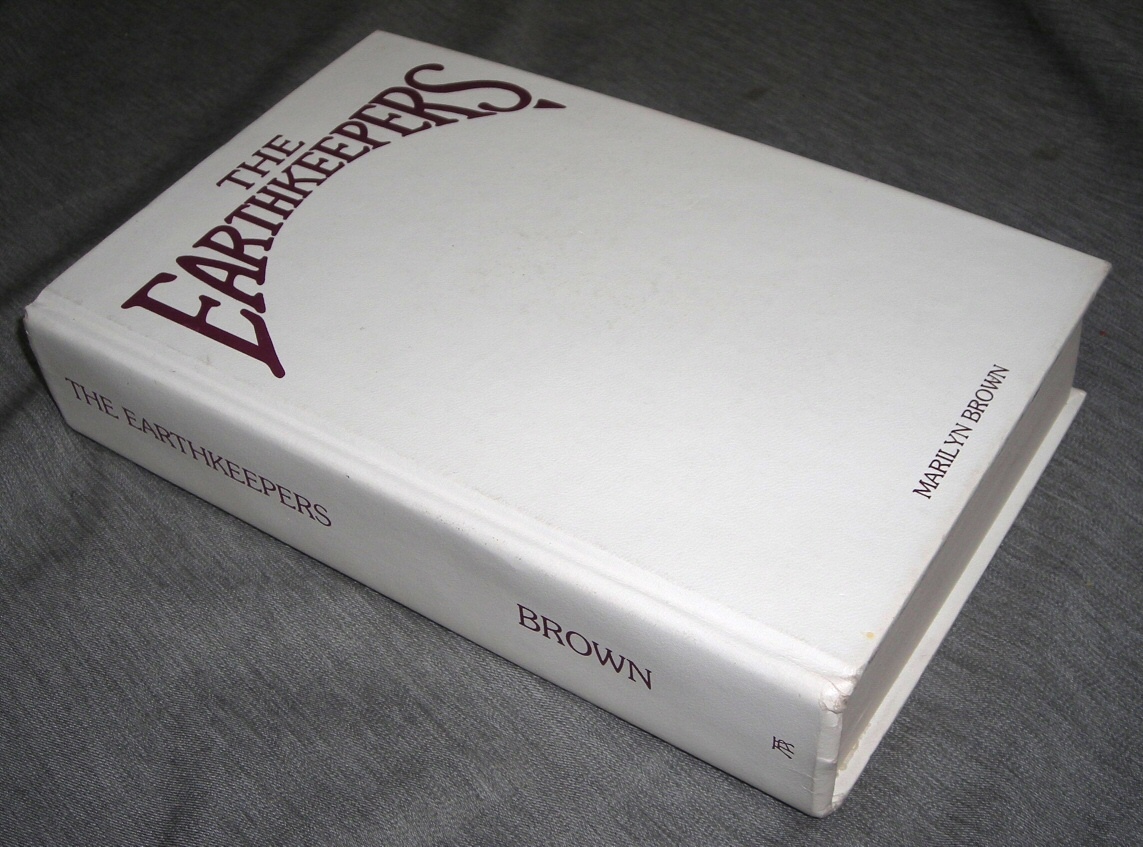 THE
EARTHKEEPERS
MARILYN BROWN
THE EARTHKEEPERS
BROWN